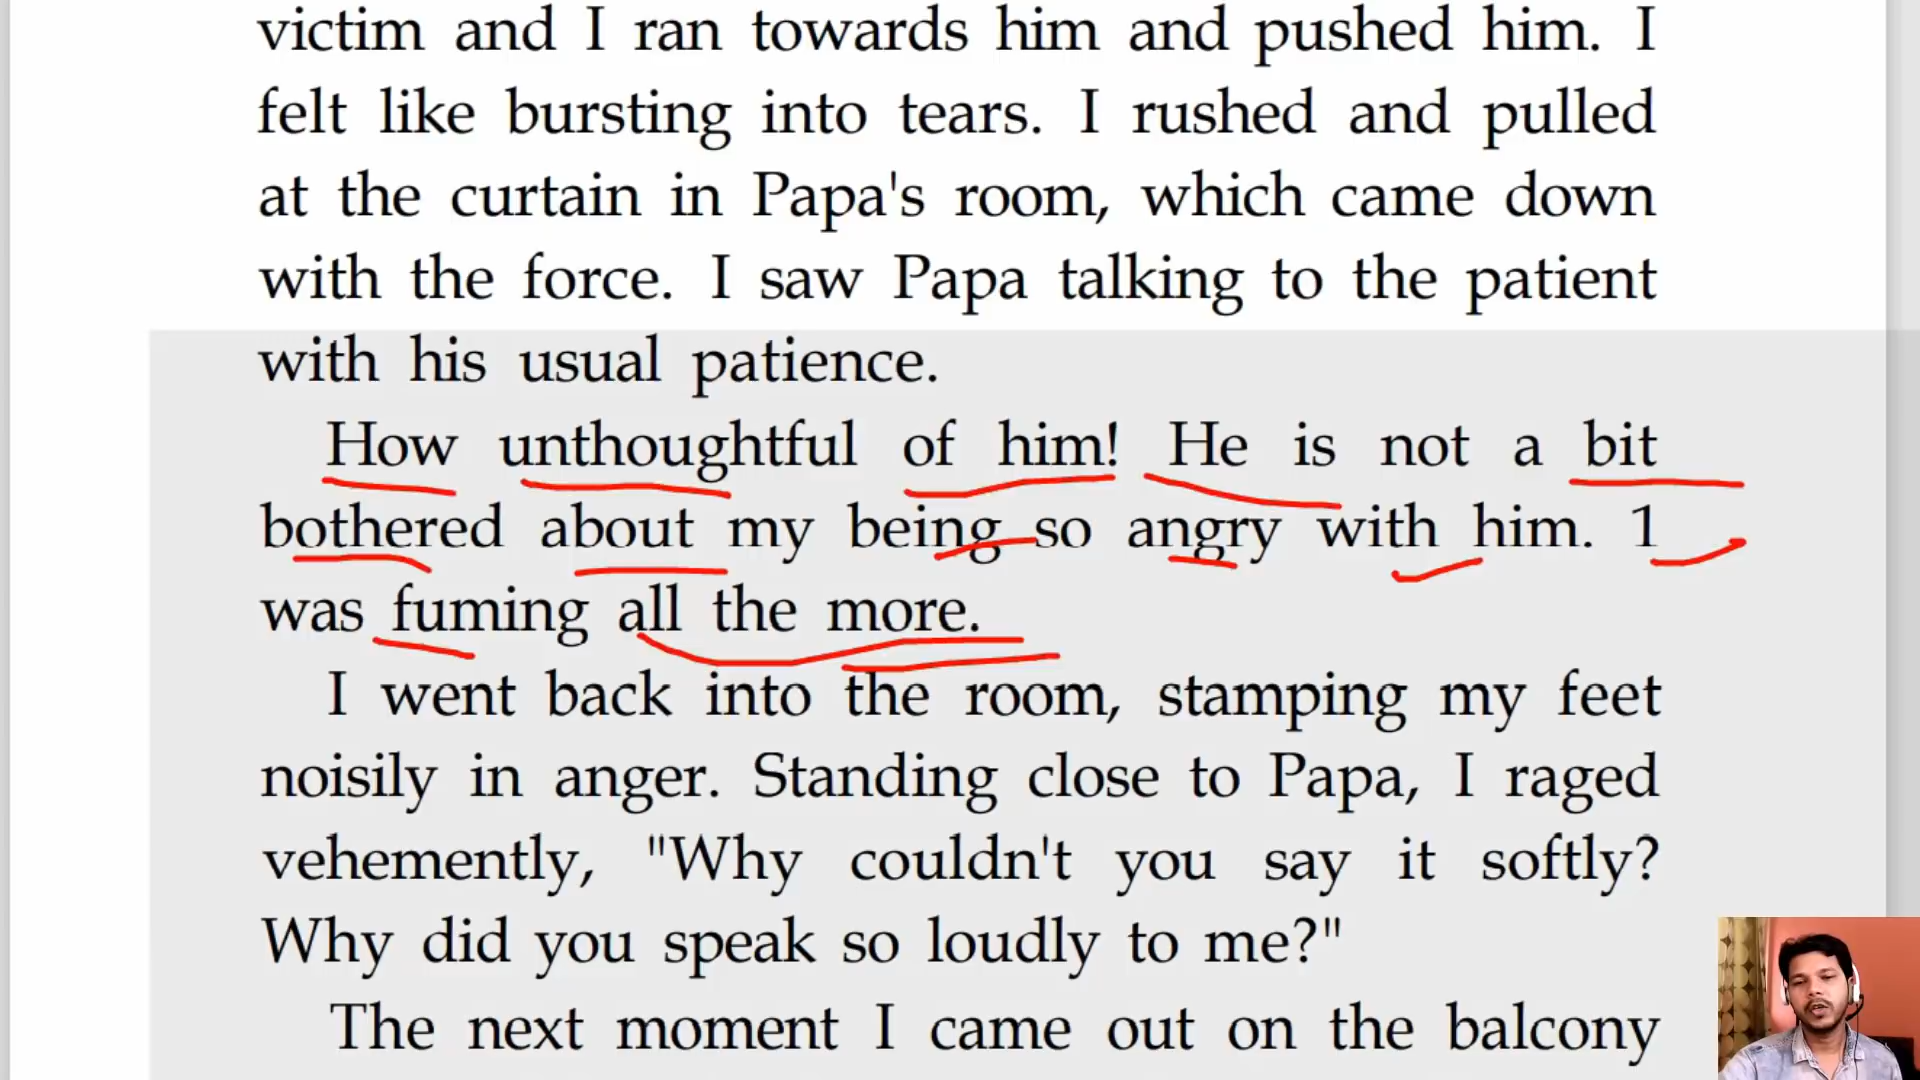 victim and I ran towards him and pushed him. I
felt like bursting into tears. I rushed and pulled
at the curtain in Papa's room, which came down
with the force. I saw Papa talking to the patient
with his usual patience.
How unthoughtful of him! He is not a bit
bothered about my being so angry with him. 1
was fuming all the more.
I went back into the room, stamping my feet
noisily in anger. Standing close to Papa, I raged
vehemently, "Why couldn't you say it softly?
Why did you speak so loudly to me?"
The next moment I came out on the balcony